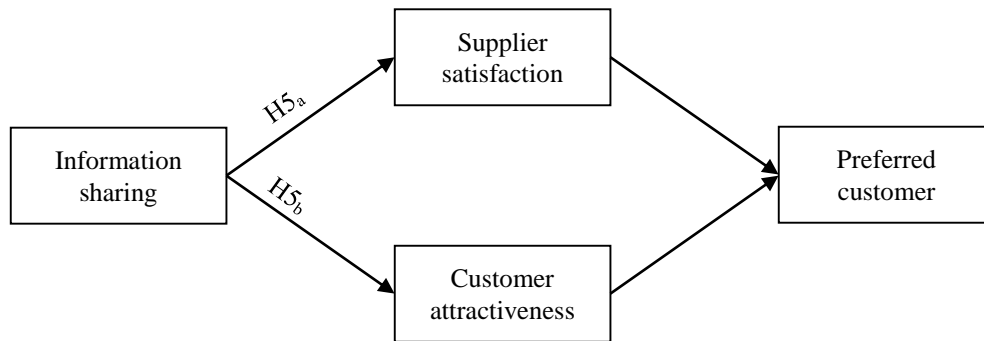 Supplier
satisfaction
H5a
Information
sharing
Preferred
customer
H5b
Customer
attractiveness